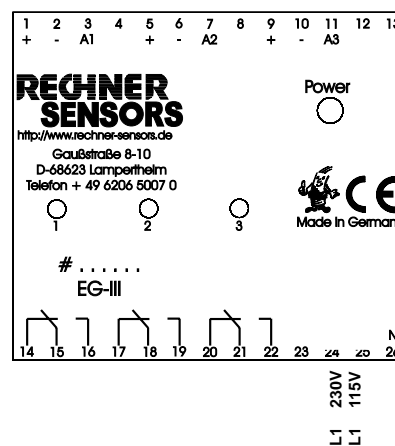 1 2 3 4 5 6 7 8 9 10 11 12 13
+ - A1 + - A2 + - A3
RECHNER
SENSORS
http://www.rechner-sensors.de
Gaußstraße 8-10
D-68623 Lampertheim
Telefon + 49 6206 5007 0
Power
CE
Made in German
1 2 3
# . . . . . .
EG-III
N
14 15 16 17 18 19 20 21 22 23 24 25 26
L1 230V
L1 115V